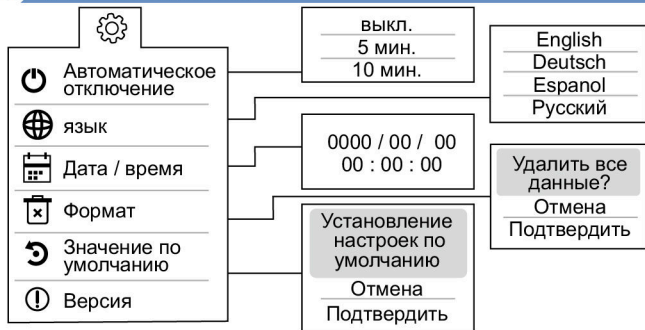 Автоматическое
отключение
язык
Дата / время
Формат
Значение по
умолчанию
Версия
выкл.
5 мин.
10 мин.
English
Deutsch
Espanol
Русский
0000 / 00 / 00
00 : 00 : 00
Удалить все
данные?
Отмена
Подтвердить
Установление
настроек по
умолчанию
Отмена
Подтвердить